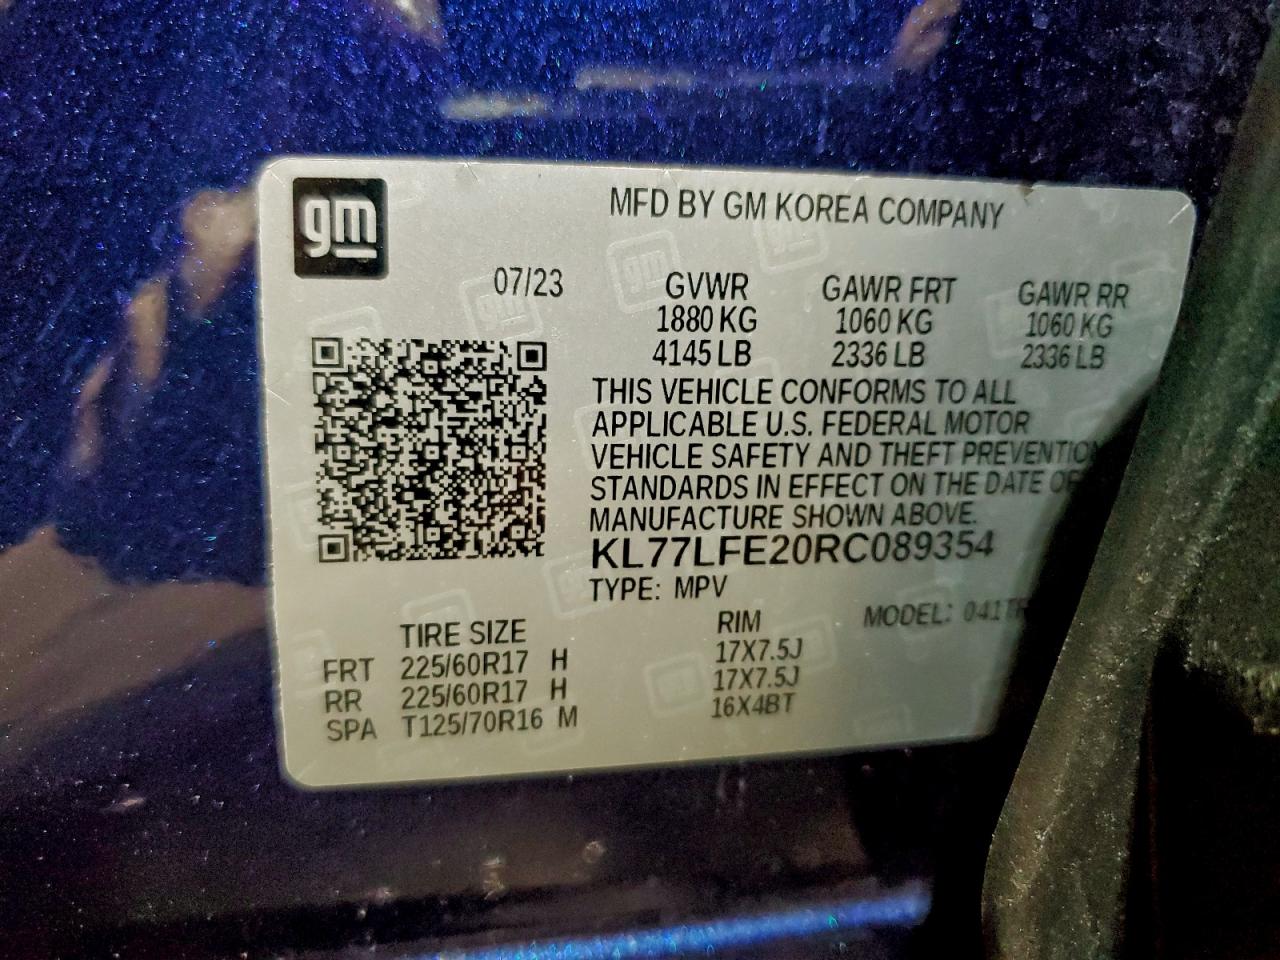 gm
MFD BY GM KOREA COMPANY
07/23 GVWR GAWR FRT GAWR RR
1880 KG 1060 KG 1060 KG
4145 LB 2336 LB 2336 LB
THIS VEHICLE CONFORMS TO ALL
APPLICABLE U.S. FEDERAL MOTOR
VEHICLE SAFETY AND THEFT PREVENTIO
STANDARDS IN EFFECT ON THE DATE OF
MANUFACTURE SHOWN ABOVE.
KL77LFE20RC089354
TYPE: MPV
MODEL:
TIRE SIZE RIM
FRT 225/60R17 H 17X7.5J
RR 225/60R17 H 17X7.5J
SPA T125/70R16 M 16X4BT